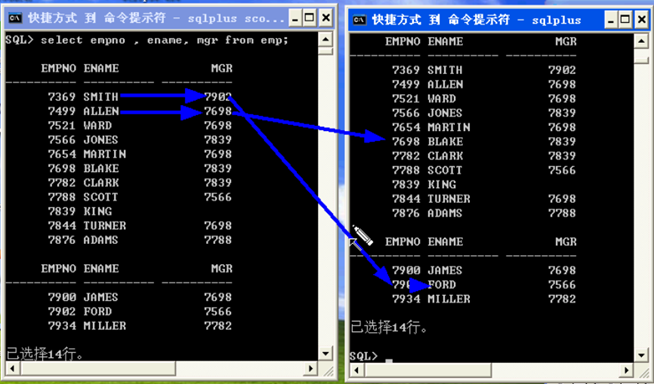 快捷方式 到 命令提示符 - sqlplus sco...
SQL> select empno , ename, mgr from emp;
EMPNO ENAME MGR
---------- ---------- ----------
7369 SMITH 7902
7499 ALLEN 7698
7521 WARD 7698
7566 JONES 7839
7654 MARTIN 7698
7698 BLAKE 7839
7782 CLARK 7839
7788 SCOTT 7566
7839 KING
7844 TURNER 7698
7876 ADAMS 7788
EMPNO ENAME MGR
---------- ---------- ----------
7900 JAMES 7698
7902 FORD 7566
7934 MILLER 7782
已选择14行。
快捷方式 到 命令提示符 - sqlplus
EMPNO ENAME MGR
---------- ---------- ----------
7369 SMITH 7902
7499 ALLEN 7698
7521 WARD 7698
7566 JONES 7839
7654 MARTIN 7698
7698 BLAKE 7839
7782 CLARK 7839
7788 SCOTT 7566
7839 KING
7844 TURNER 7698
7876 ADAMS 7788
EMPNO ENAME MGR
---------- ---------- ----------
7900 JAMES 7698
FORD 7566
7934 MILLER 7782
已选择14行。
SQL> _